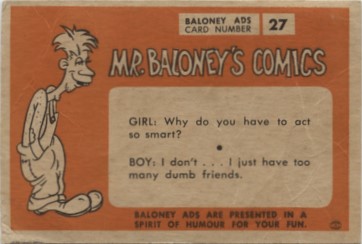 BALONEY ADS
CARD NUMBER 27
MR. BALONEY'S COMICS
GIRL: Why do you have to act
so smart?
•
BOY: I don't . . . I just have too
many dumb friends.
BALONEY ADS ARE PRESENTED IN A
SPIRIT OF HUMOUR FOR YOUR FUN.